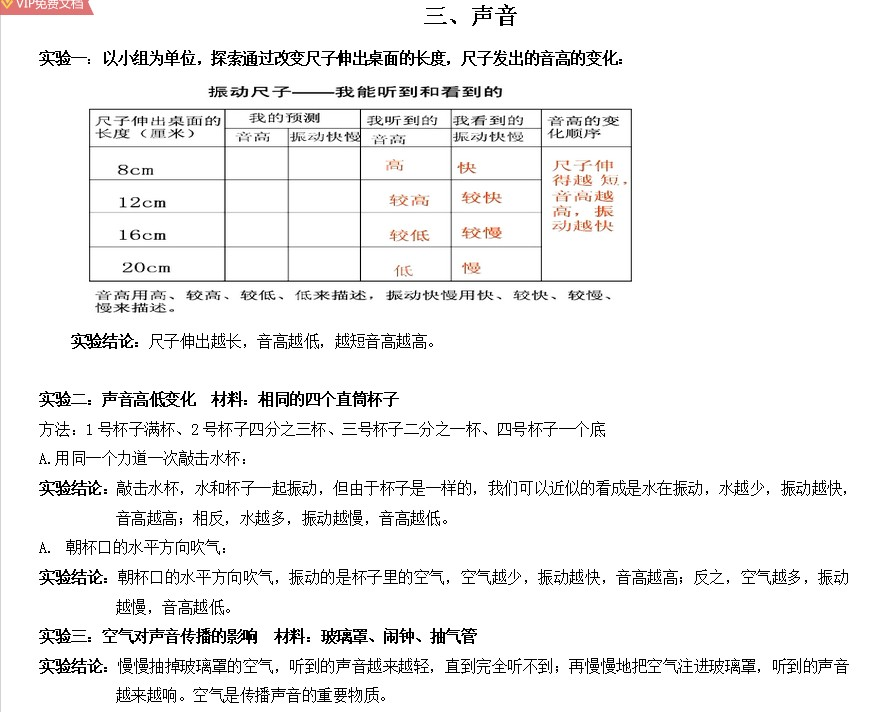 VIP免费文档
三、声音
实验一：以小组为单位，探索通过改变尺子伸出桌面的长度，尺子发出的音高的变化：
振动尺子——我能听到和看到的
尺子伸出桌面的长度（厘米） 我的预测 我听到的 我看到的 音高的变化顺序
音高 振动快慢 音高 振动快慢
8cm 高 快 尺子伸得越 短，音高越高，振动越快
12cm 较高 较快
16cm 较低 较慢
20cm 低 慢
音高用高、较高、较低、低来描述，振动快慢用快、较快、较慢、
慢来描述。
实验结论：尺子伸出越长，音高越低，越短音高越高。
实验二：声音高低变化 材料：相同的四个直筒杯子
方法：1号杯子满杯、2号杯子四分之三杯、三号杯子二分之一杯、四号杯子一个底
A.用同一个力道一次敲击水杯：
实验结论：敲击水杯，水和杯子一起振动，但由于杯子是一样的，我们可以近似的看成是水在振动，水越少，振动越快，
音高越高；相反，水越多，振动越慢，音高越低。
A. 朝杯口的水平方向吹气：
实验结论：朝杯口的水平方向吹气，振动的是杯子里的空气，空气越少，振动越快，音高越高；反之，空气越多，振动
越慢，音高越低。
实验三：空气对声音传播的影响 材料：玻璃罩、闹钟、抽气管
实验结论：慢慢抽掉玻璃罩的空气，听到的声音越来越轻，直到完全听不到；再慢慢地把空气注进玻璃罩，听到的声音
越来越响。空气是传播声音的重要物质。